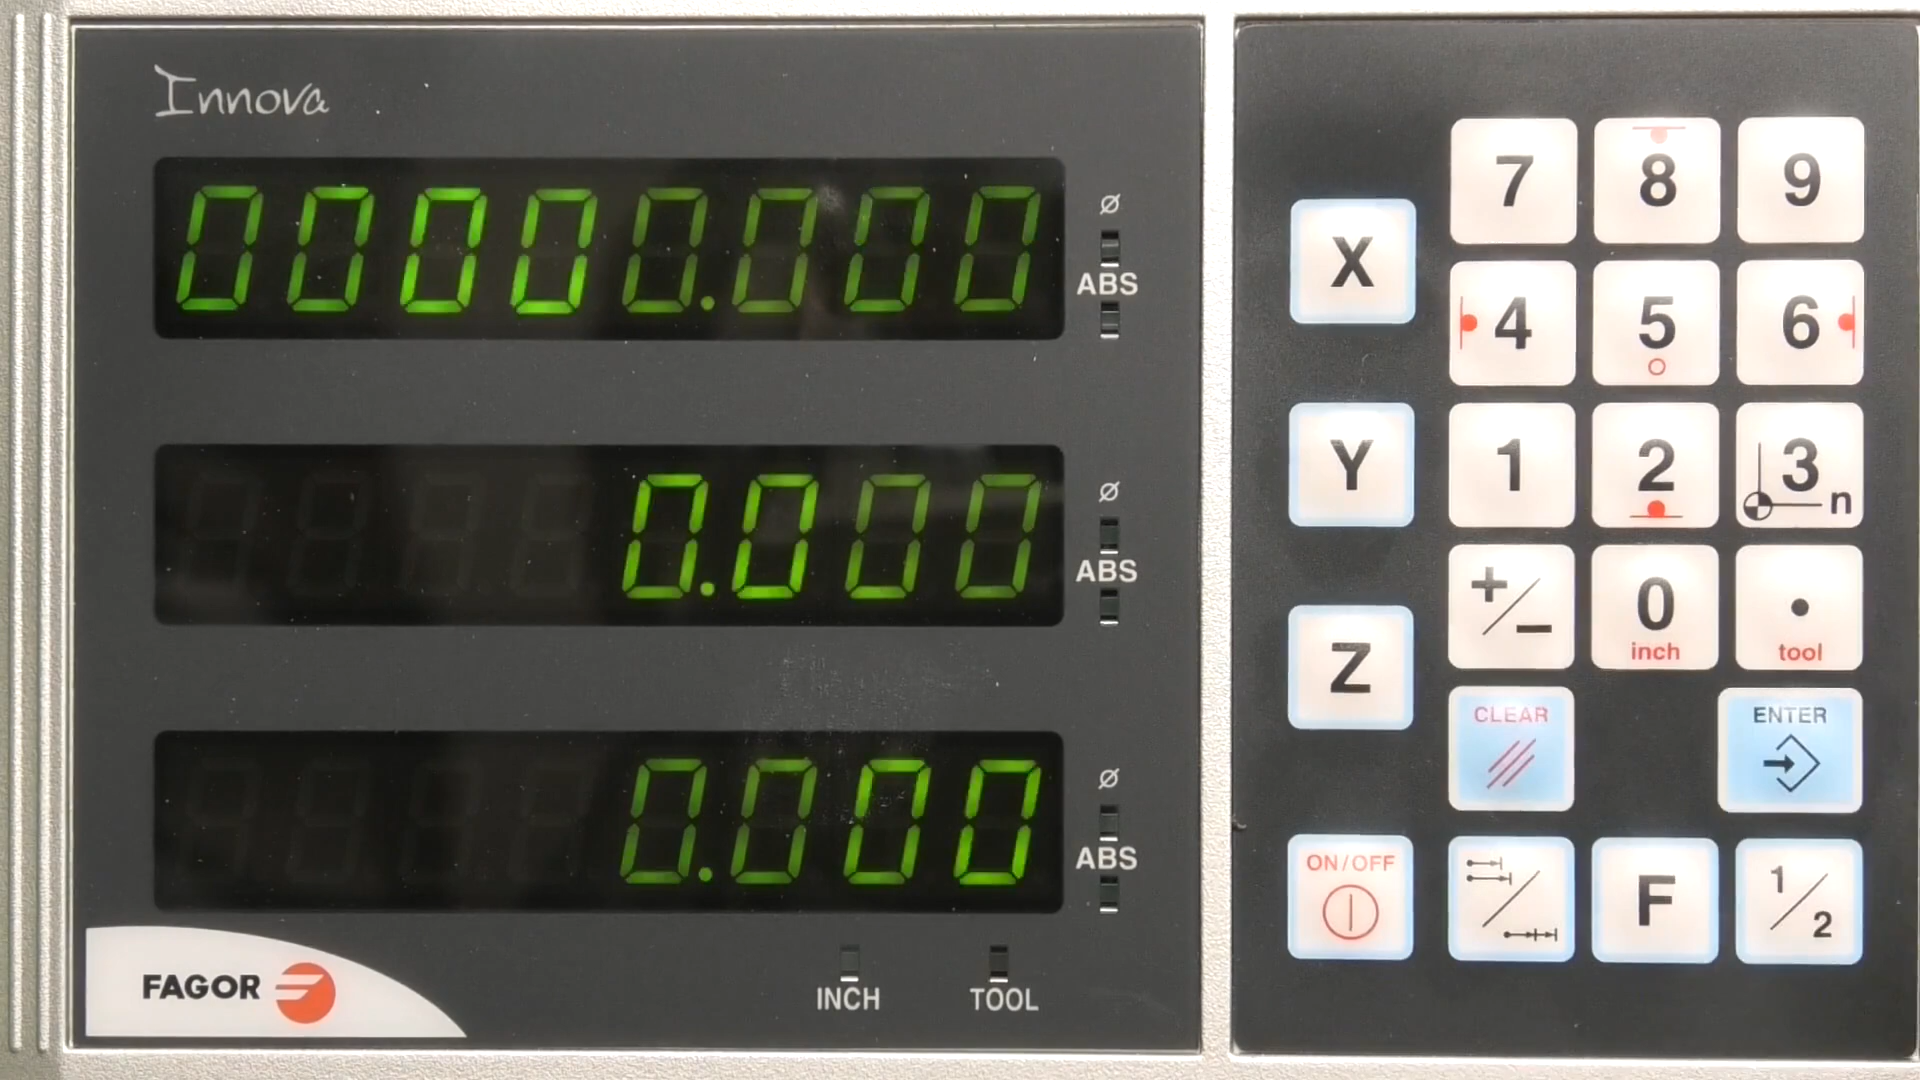 Innova
00000.000
Ø
ABS
0.000
Ø
ABS
0.000
Ø
ABS
FAGOR
INCH TOOL
7 8 9
X
4 5 6
Y 1 2 3 n
+/- 0 •
inch tool
Z
CLEAR ENTER
ON/OFF
F 1/2